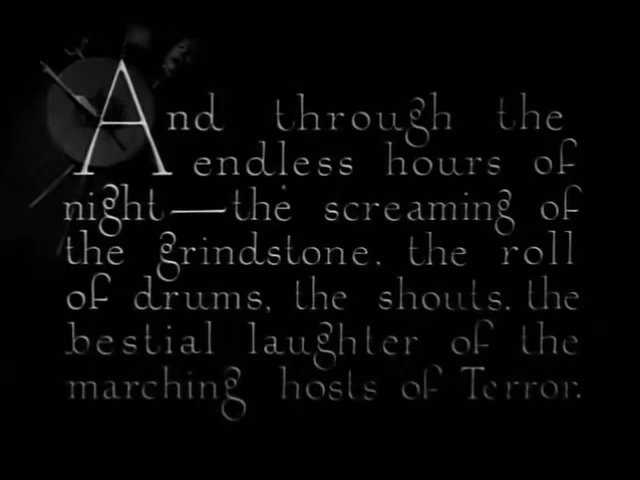 And through the
endless hours of
night—the screaming of
the grindstone, the roll
of drums, the shouts, the
bestial laughter of the
marching hosts of Terror.